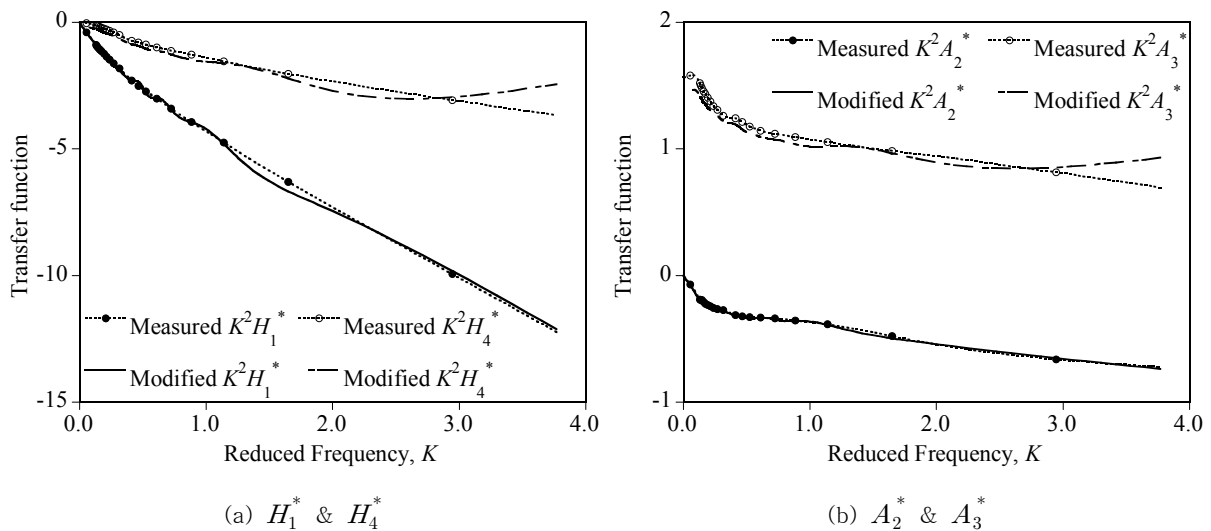 0
-5
-10
-15
Transfer function
Measured K²H₁*
Measured K²H₄*
Modified K²H₁*
Modified K²H₄*
0.0 1.0 2.0 3.0 4.0
Reduced Frequency, K
(a) H₁* & H₄*
2
1
0
-1
Transfer function
Measured K²A₂*
Measured K²A₃*
Modified K²A₂*
Modified K²A₃*
0.0 1.0 2.0 3.0 4.0
Reduced Frequency, K
(b) A₂* & A₃*